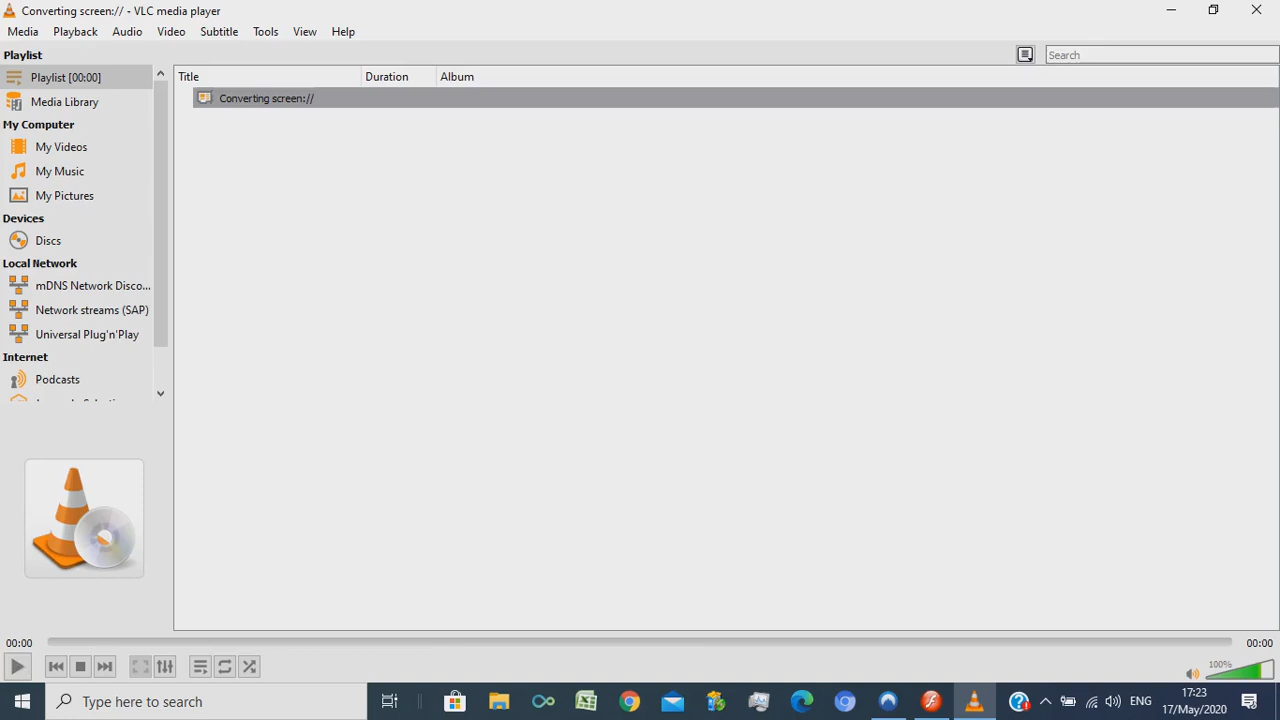 Converting screen:// - VLC media player
Media Playback Audio Video Subtitle Tools View Help
Playlist
Search
Playlist [00:00]
Title Duration Album
Converting screen://
Media Library
My Computer
My Videos
My Music
My Pictures
Devices
Discs
Local Network
mDNS Network Disco...
Network streams (SAP)
Universal Plug'n'Play
Internet
Podcasts
00:00 00:00
100%
Type here to search
ENG
17:23
17/May/2020